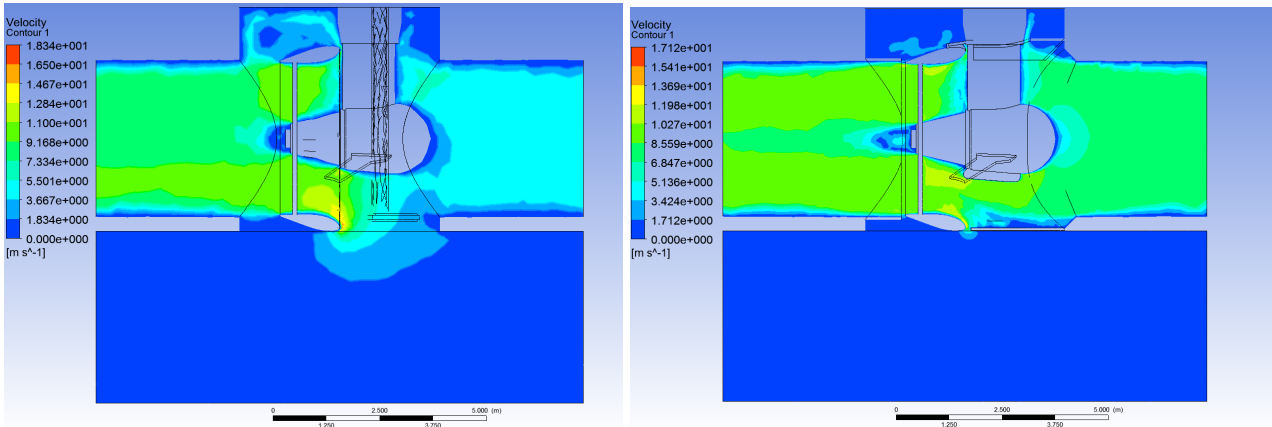 Velocity
Contour 1
1.834e+001
1.650e+001
1.467e+001
1.284e+001
1.100e+001
9.168e+000
7.334e+000
5.501e+000
3.667e+000
1.834e+000
0.000e+000
[m s^-1]
0
2.500
5.000
(m)
1.250
3.750
Velocity
Contour 1
1.712e+001
1.541e+001
1.369e+001
1.198e+001
1.027e+001
8.559e+000
6.847e+000
5.136e+000
3.424e+000
1.712e+000
0.000e+000
[m s^-1]
0
2.500
5.000
(m)
1.250
3.750